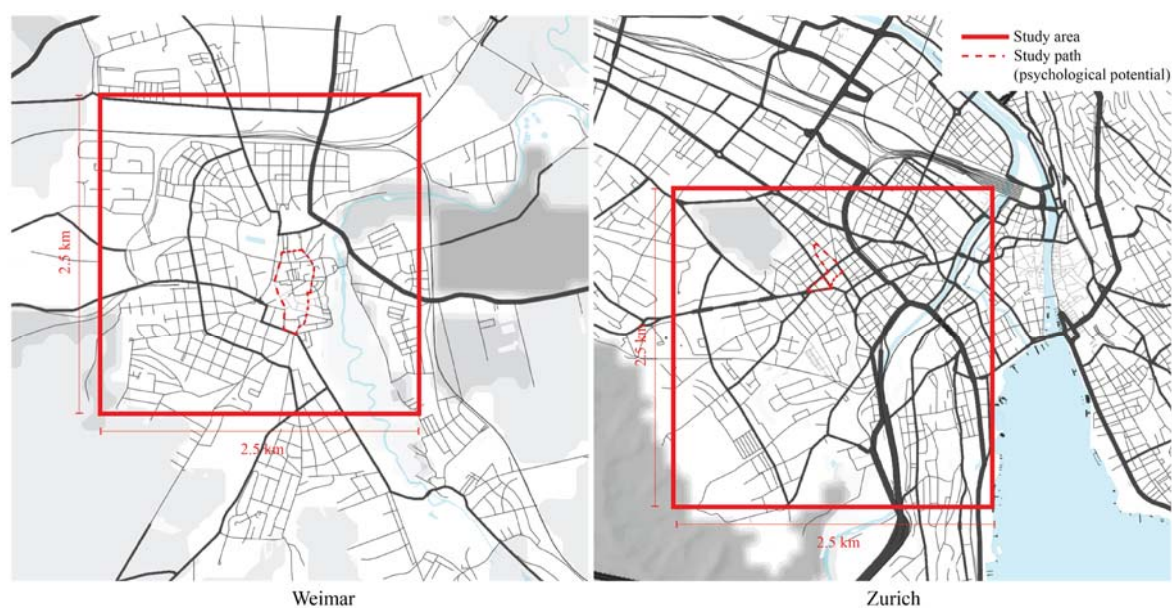 Study area
Study path
(psychological potential)
2.5 km
2.5 km
2.5 km
2.5 km
Weimar
Zurich